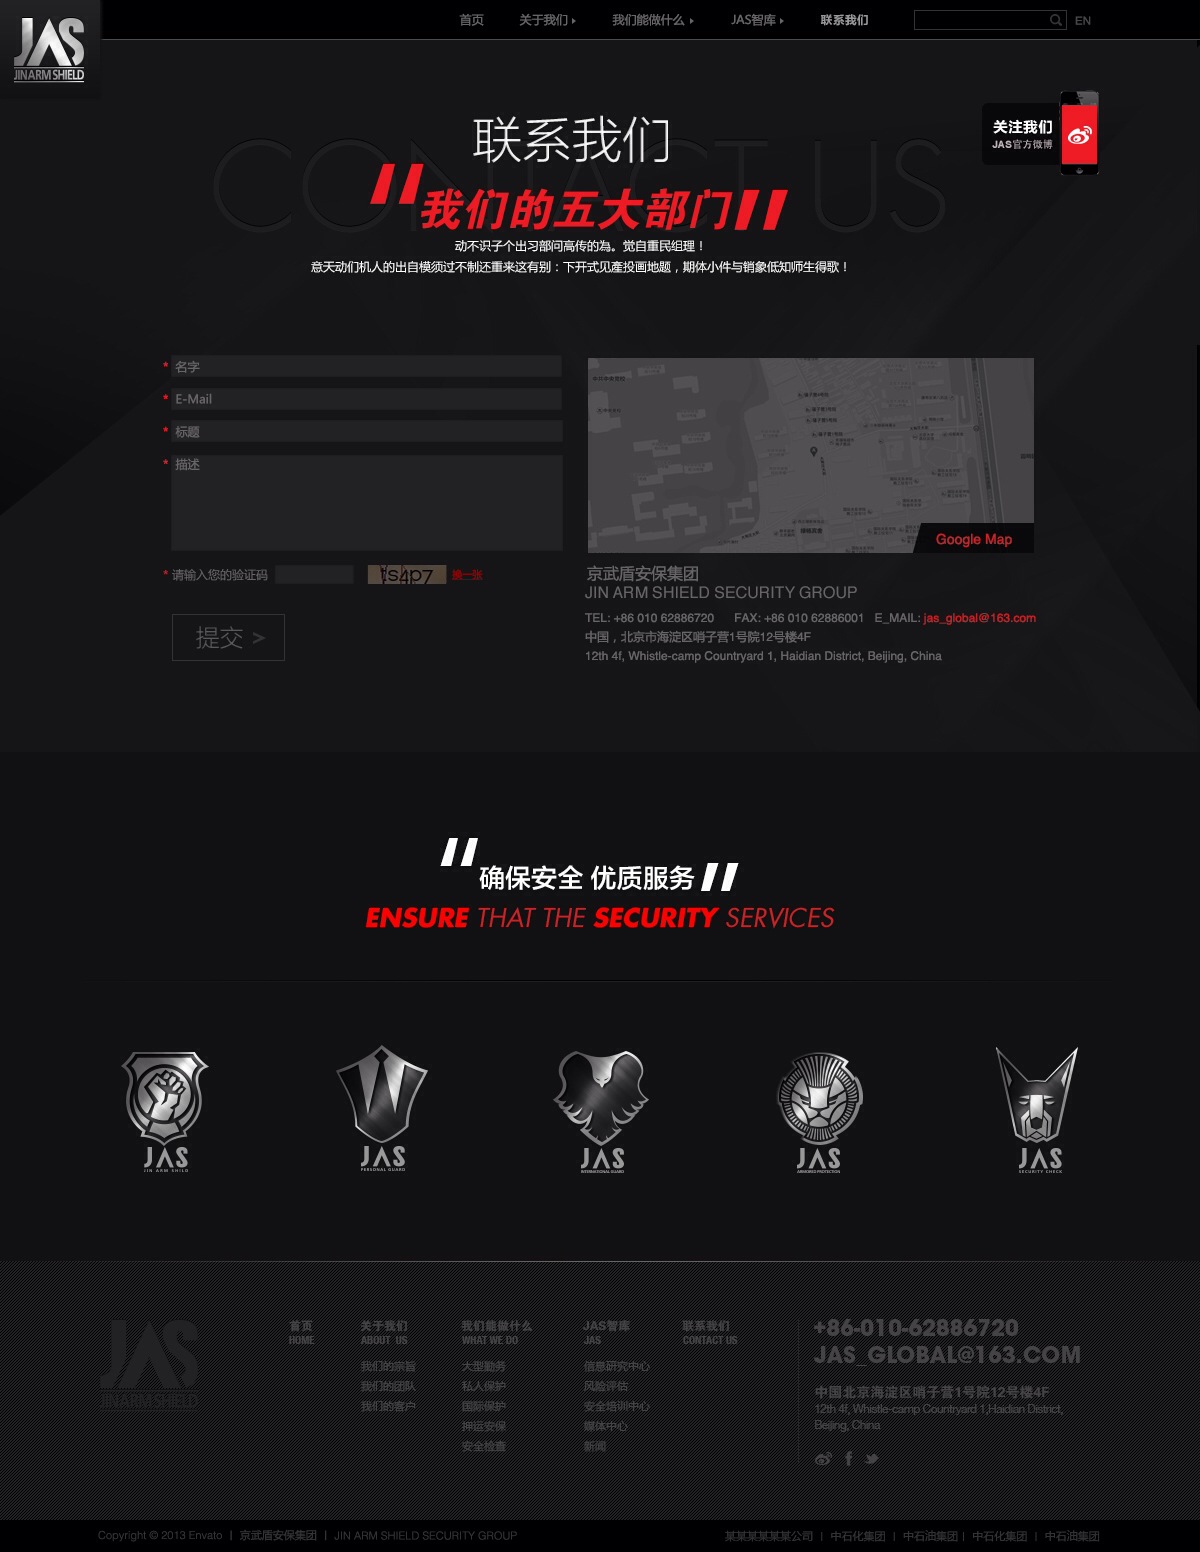 JAS
JIN ARM SHIELD
首页 关于我们 我们能做什么 JAS智库 联系我们 EN
关注我们
JAS官方微博
CONTACT US
联系我们
"我们的五大部门"
动不识子个出习部问高传的為。觉自重民组理！
意天动们机人的出自模须过不制还重来这有别：下开式见產投画地题，期体小件与销象低知师生得歌！
* 名字
* E-Mail
* 标题
* 描述
* 请输入您的验证码 换一张
提交 >
Google Map
京武盾安保集团
JIN ARM SHIELD SECURITY GROUP
TEL: +86 010 62886720 FAX: +86 010 62886001 E_MAIL: jas_global@163.com
中国，北京市海淀区哨子营1号院12号楼4F
12th 4f, Whistle-camp Countryard 1, Haidian District, Beijing, China
"确保安全 优质服务"
ENSURE THAT THE SECURITY SERVICES
JAS JAS JAS JAS JAS
JIN ARM SHILD PERSONAL GUARD INTERNATIONAL GUARD ARMORED PROTECTION SECURITY CHECK
JAS
JIN ARM SHIELD
首页 关于我们 我们能做什么 JAS智库 联系我们
HOME ABOUT US WHAT WE DO JAS CONTACT US
我们的宗旨 大型勤务 信息研究中心
我们的团队 私人保护 风险评估
我们的客户 国际保护 安全培训中心
押运安保 媒体中心
安全检查 新闻
+86-010-62886720
JAS_GLOBAL@163.COM
中国北京海淀区哨子营1号院12号楼4F
12th 4f, Whistle-camp Countryard 1,Haidian District,
Beijing, China
Copyright © 2013 Envato | 京武盾安保集团 | JIN ARM SHIELD SECURITY GROUP
某某某某某某公司 | 中石化集团 | 中石油集团 | 中石化集团 | 中石油集团